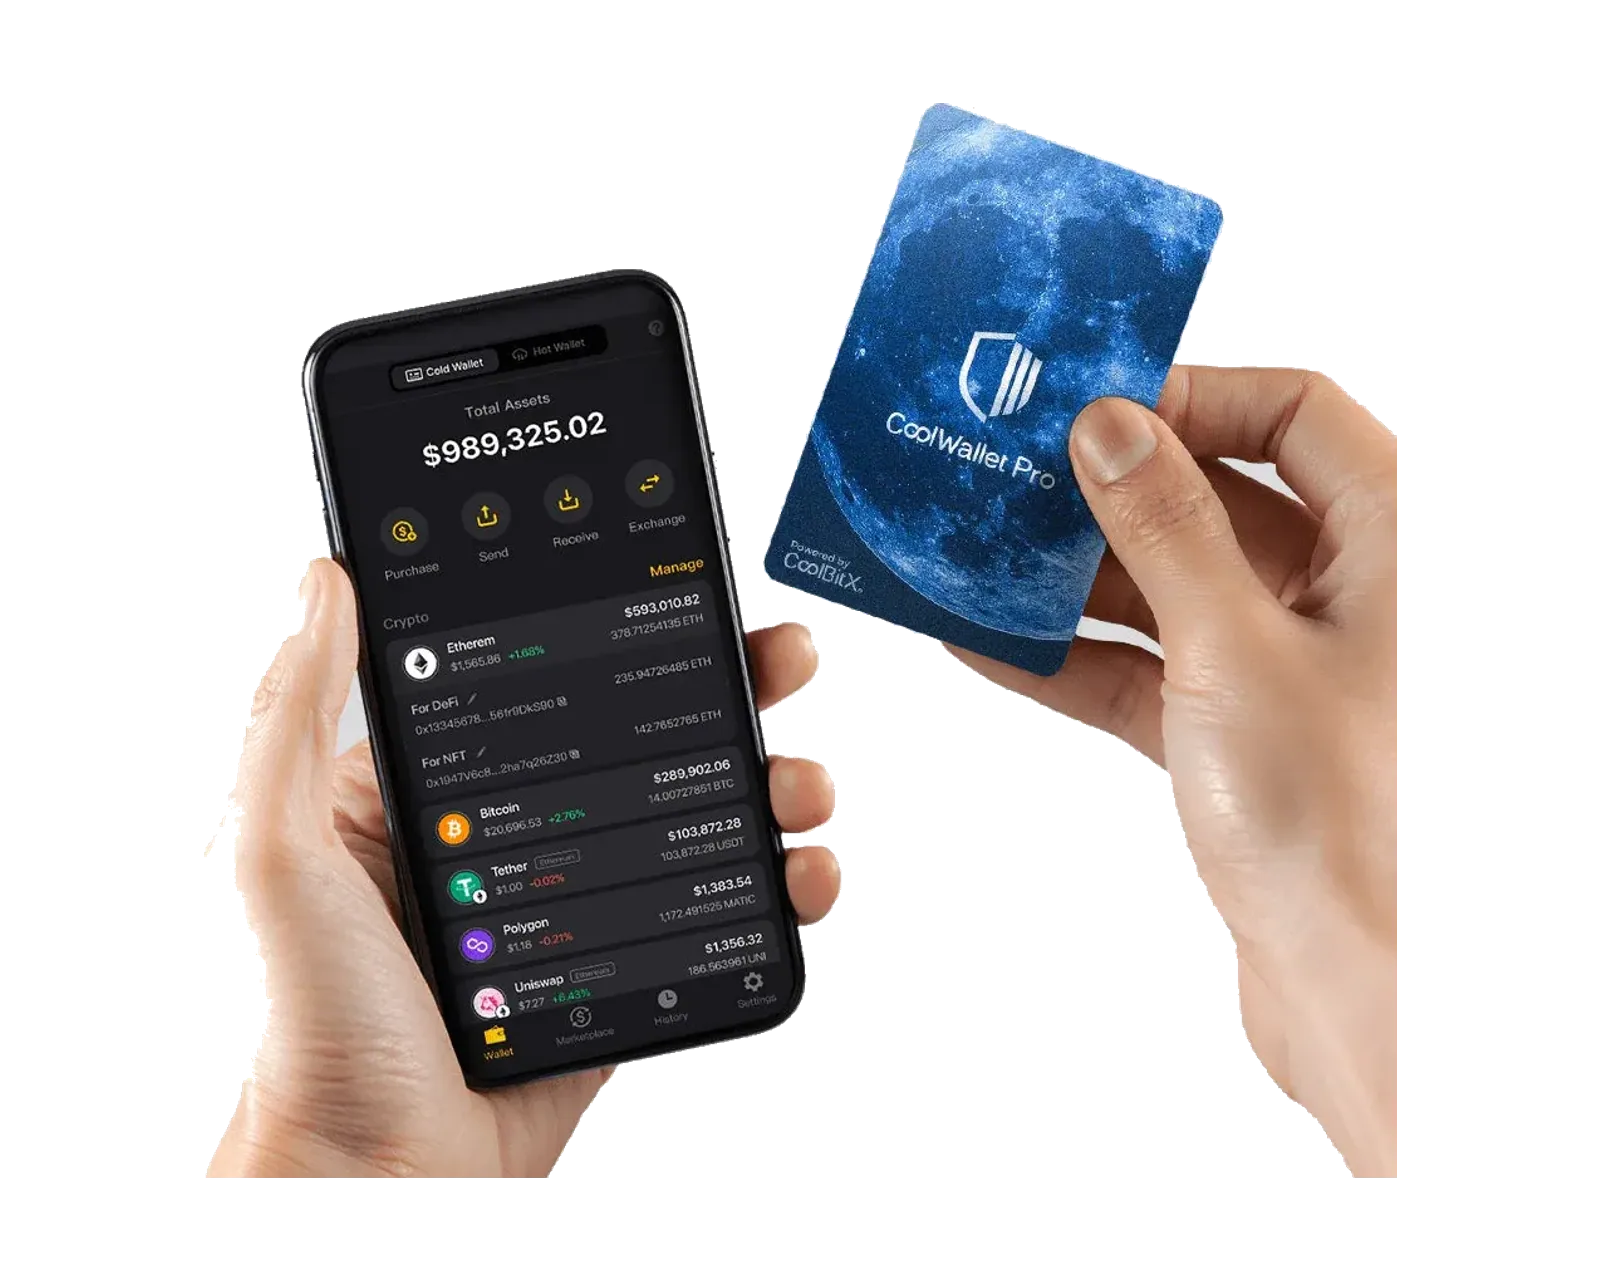 Cold Wallet
Hot Wallet
?
Total Assets
$989,325.02
Purchase
Send
Receive
Exchange
Manage
Crypto
Etherem
$593,010.82
$1,565.86 +1.68%
378.71254135 ETH
For DeFi
235.94726485 ETH
0x13345678...56fr9DkS90
For NFT
142.7652765 ETH
0x1947V6c8...2ha7q26Z30
Bitcoin
$289,902.06
$20,696.53 +2.76%
14.00727851 BTC
Tether Ethereum
$103,872.28
$1.00 -0.02%
103,872.28 USDT
Polygon
$1,383.54
$1.18 -0.21%
1,172.491525 MATIC
Uniswap Ethereum
$1,356.32
$7.27 +6.43%
186.563961 UNI
Wallet
Marketplace
History
Settings
CoolWallet Pro
Powered by
CoolBitX